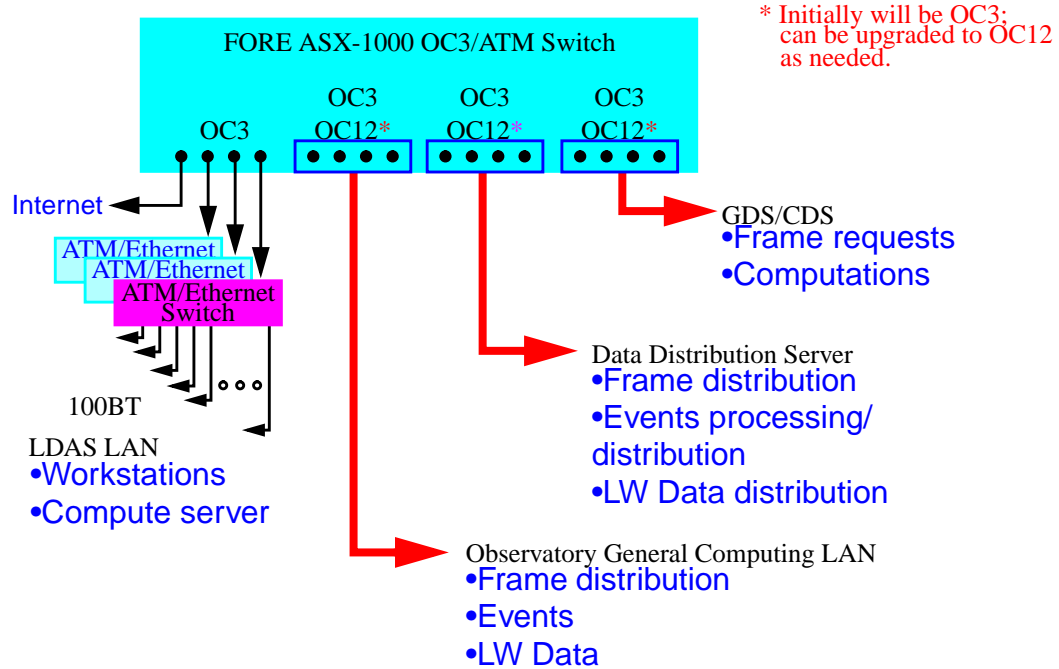 * Initially will be OC3;
can be upgraded to OC12
as needed.
FORE ASX-1000 OC3/ATM Switch
OC3
OC3
OC12*
OC3
OC12*
OC3
OC12*
Internet
ATM/Ethernet
ATM/Ethernet
ATM/Ethernet
Switch
100BT
LDAS LAN
•Workstations
•Compute server
GDS/CDS
•Frame requests
•Computations
Data Distribution Server
•Frame distribution
•Events processing/
distribution
•LW Data distribution
Observatory General Computing LAN
•Frame distribution
•Events
•LW Data